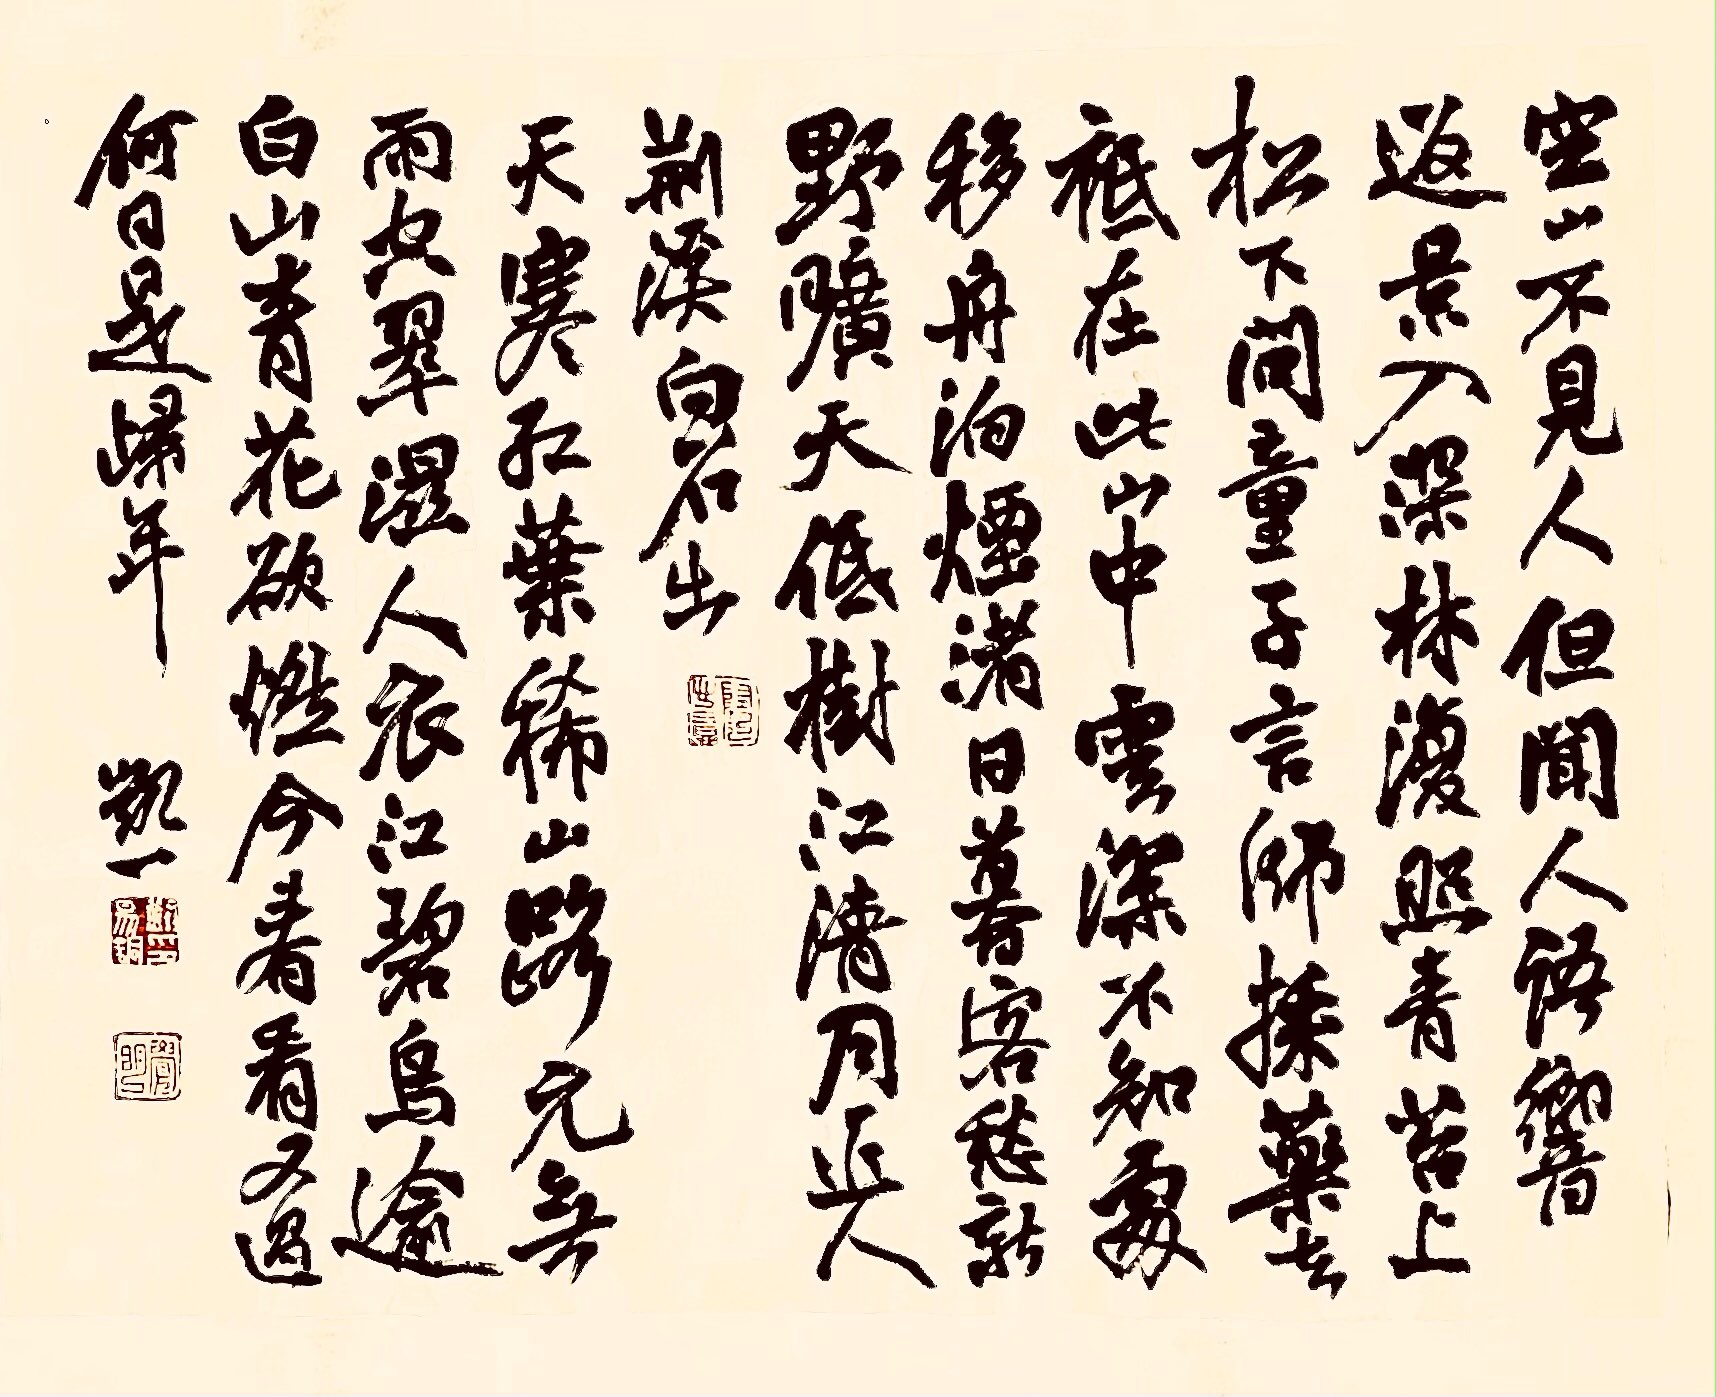 空山不見人但聞人語響
返景入深林復照青苔上
松下問童子言師採藥去
祗在此山中雲深不知處
移舟泊煙渚日暮客愁新
野曠天低樹江清月近人
荆溪白石出
天寒紅葉稀山路元無
雨空翠濕人衣江碧鳥逾
白山青花欲燃今春看又過
何日是歸年 凱一